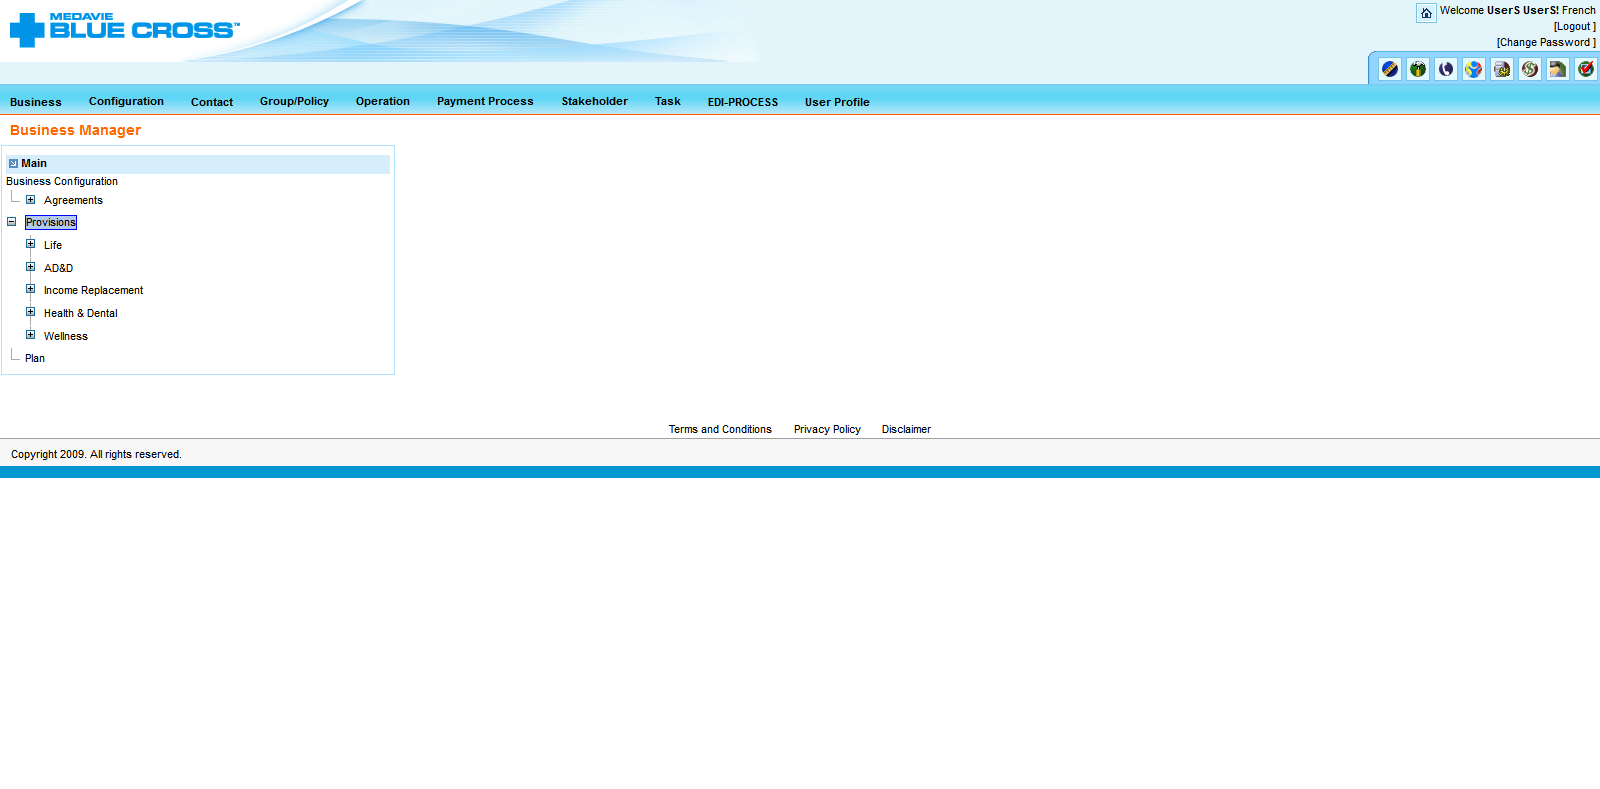 MEDAVIE
BLUE CROSS™
Welcome UserS UserS! French
[Logout ]
[Change Password ]
Business Configuration Contact Group/Policy Operation Payment Process Stakeholder Task EDI-PROCESS User Profile
Business Manager
Main
Business Configuration
Agreements
Provisions
Life
AD&D
Income Replacement
Health & Dental
Wellness
Plan
Terms and Conditions Privacy Policy Disclaimer
Copyright 2009. All rights reserved.